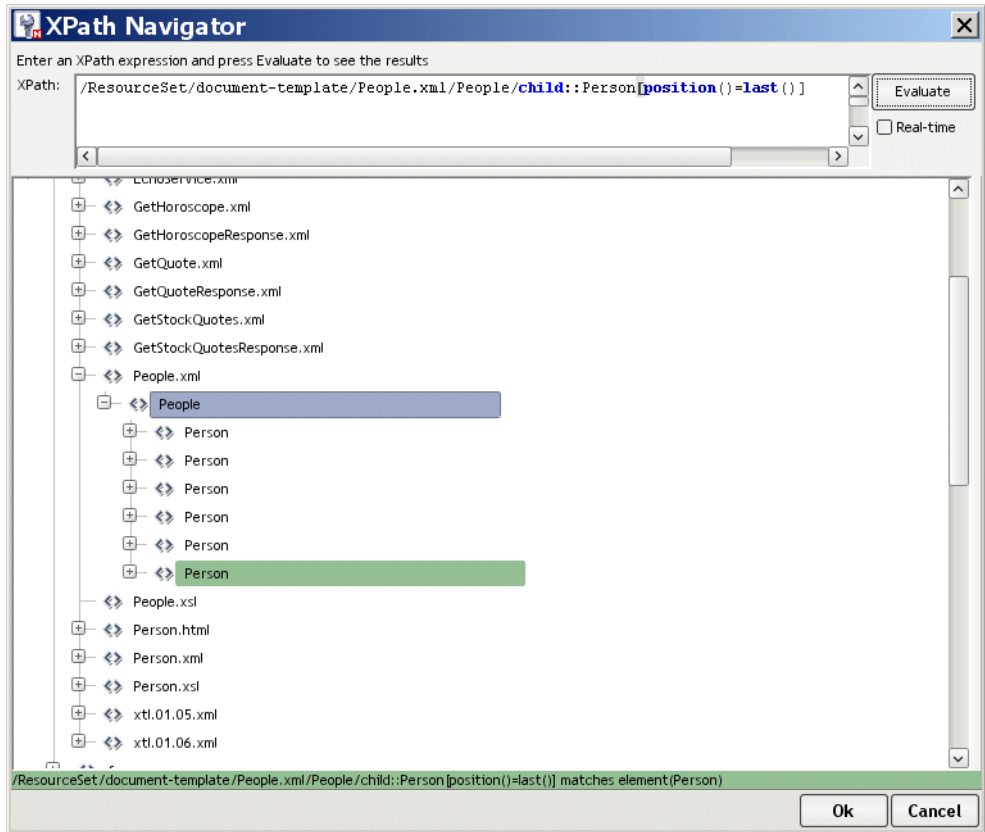 XPath Navigator
Enter an XPath expression and press Evaluate to see the results
XPath:
/ResourceSet/document-template/People.xml/People/child::Person[position()=last()]
Evaluate
Real-time
EchoService.xml
GetHoroscope.xml
GetHoroscopeResponse.xml
GetQuote.xml
GetQuoteResponse.xml
GetStockQuotes.xml
GetStockQuotesResponse.xml
People.xml
People
Person
Person
Person
Person
Person
Person
People.xsl
Person.html
Person.xml
Person.xsl
xtl.01.05.xml
xtl.01.06.xml
/ResourceSet/document-template/People.xml/People/child::Person[position()=last()] matches element(Person)
Ok
Cancel